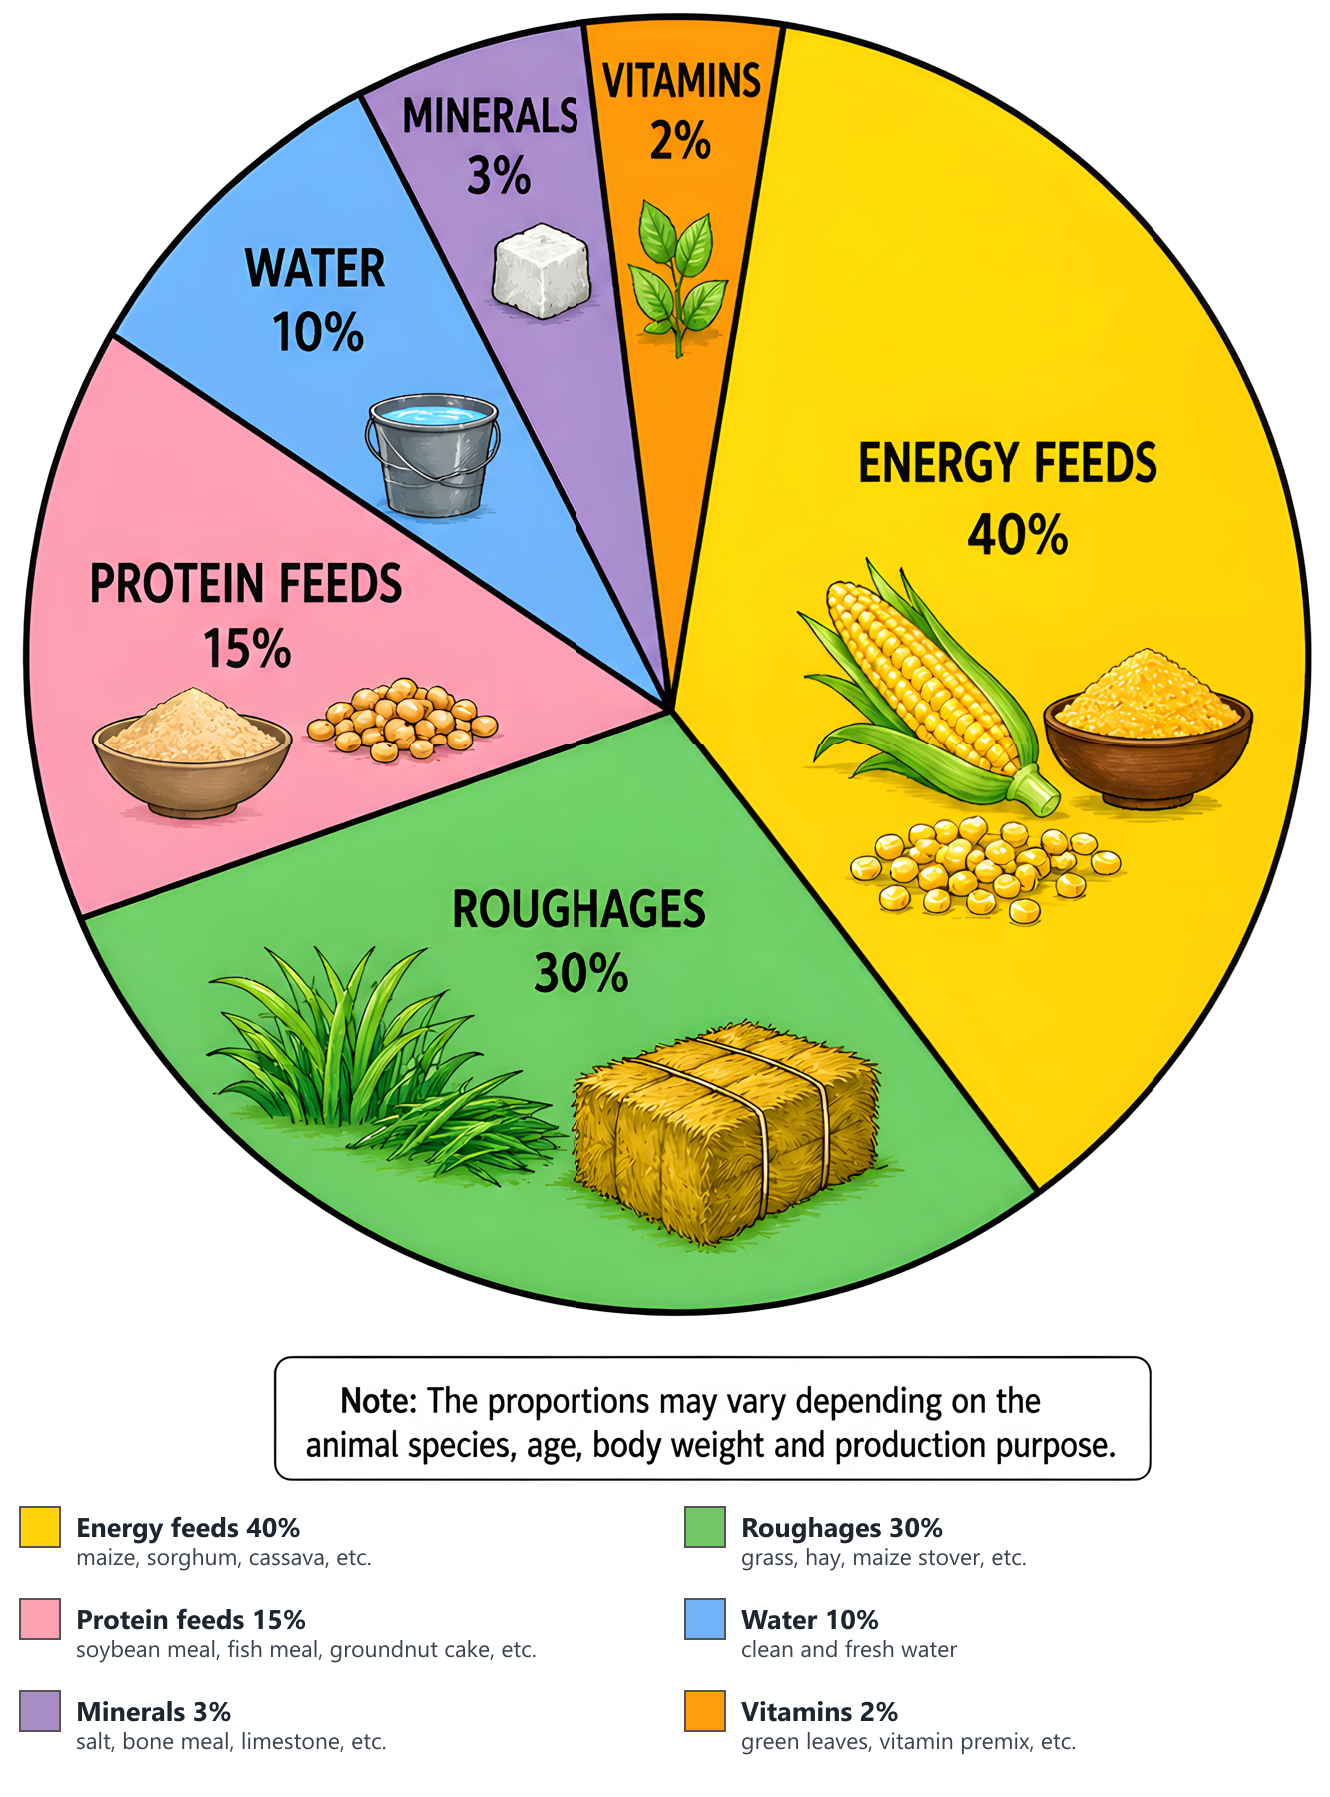 VITAMINS
2%
MINERALS
3%
WATER
10%
ENERGY FEEDS
40%
PROTEIN FEEDS
15%
ROUGHAGES
30%
Note: The proportions may vary depending on the
animal species, age, body weight and production purpose.
Energy feeds 40%
maize, sorghum, cassava, etc.
Roughages 30%
grass, hay, maize stover, etc.
Protein feeds 15%
soybean meal, fish meal, groundnut cake, etc.
Water 10%
clean and fresh water
Minerals 3%
salt, bone meal, limestone, etc.
Vitamins 2%
green leaves, vitamin premix, etc.